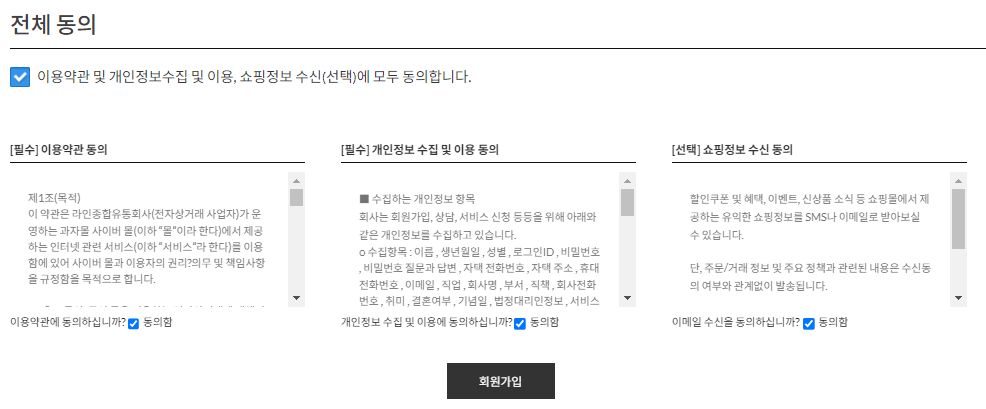 전체 동의
이용약관 및 개인정보수집 및 이용, 쇼핑정보 수신(선택)에 모두 동의합니다.
[필수] 이용약관 동의
제1조(목적)
이 약관은 라인종합유통회사(전자상거래 사업자)가 운
영하는 과자몰 사이버 몰(이하 "몰"이라 한다)에서 제공
하는 인터넷 관련 서비스(이하 "서비스"라 한다)를 이용
함에 있어 사이버 몰과 이용자의 권리?의무 및 책임사항
을 규정함을 목적으로 합니다.
이용약관에 동의하십니까? 동의함
[필수] 개인정보 수집 및 이용 동의
■ 수집하는 개인정보 항목
회사는 회원가입, 상담, 서비스 신청 등등을 위해 아래와
같은 개인정보를 수집하고 있습니다.
ο 수집항목 : 이름 , 생년월일 , 성별 , 로그인ID , 비밀번호
, 비밀번호 질문과 답변 , 자택 전화번호 , 자택 주소 , 휴대
전화번호 , 이메일 , 직업 , 회사명 , 부서 , 직책 , 회사전화
번호 , 취미 , 결혼여부 , 기념일 , 법정대리인정보 , 서비스
개인정보 수집 및 이용에 동의하십니까? 동의함
[선택] 쇼핑정보 수신 동의
할인쿠폰 및 혜택, 이벤트, 신상품 소식 등 쇼핑몰에서 제
공하는 유익한 쇼핑정보를 SMS나 이메일로 받아보실
수 있습니다.
단, 주문/거래 정보 및 주요 정책과 관련된 내용은 수신동
의 여부와 관계없이 발송됩니다.
이메일 수신을 동의하십니까? 동의함
회원가입